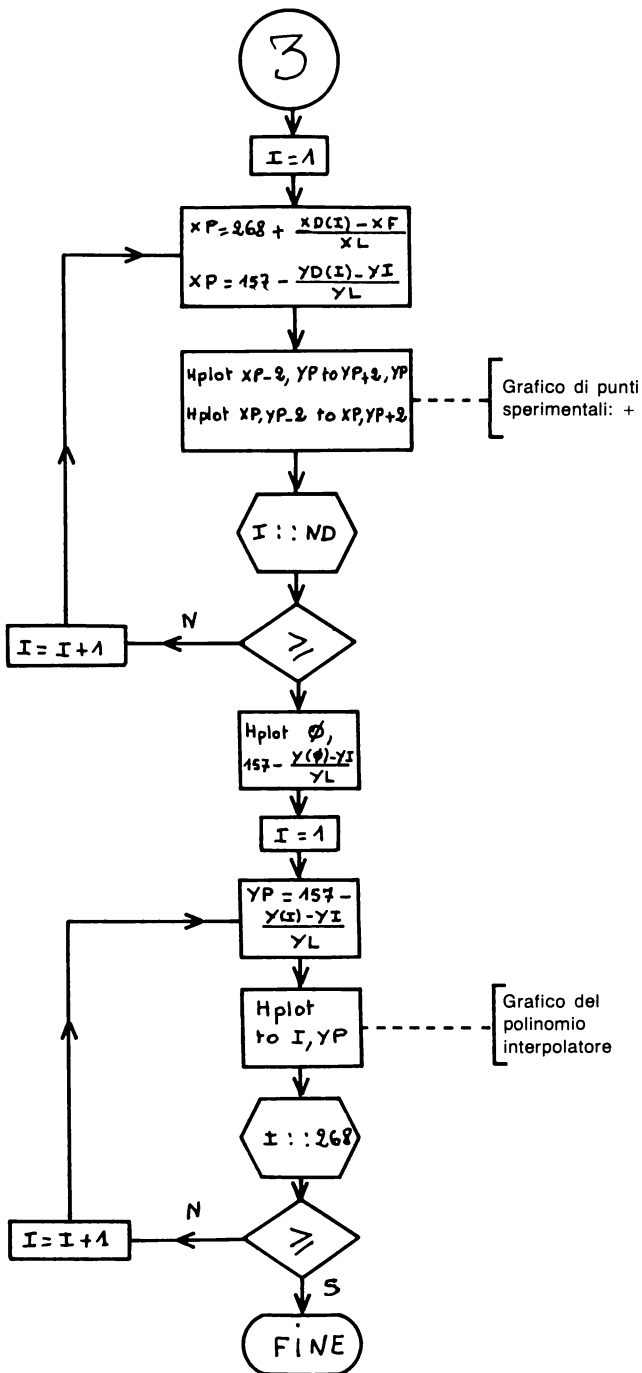 3
I = 1
XP = 268 + XD(I) - XF / XL
XP = 157 - YD(I) - YI / YL
Hplot XP-2, YP to YP+2, YP
Hplot XP, YP-2 to XP, YP+2
Grafico di punti
sperimentali: +
I :: ND
≥
N
I = I + 1
Hplot Ø,
157 - Y(Ø) - YI / YL
I = 1
YP = 157 -
Y(I) - YI / YL
Hplot
to I, YP
Grafico del
polinomio
interpolatore
I :: 268
≥
N
I = I + 1
S
FINE